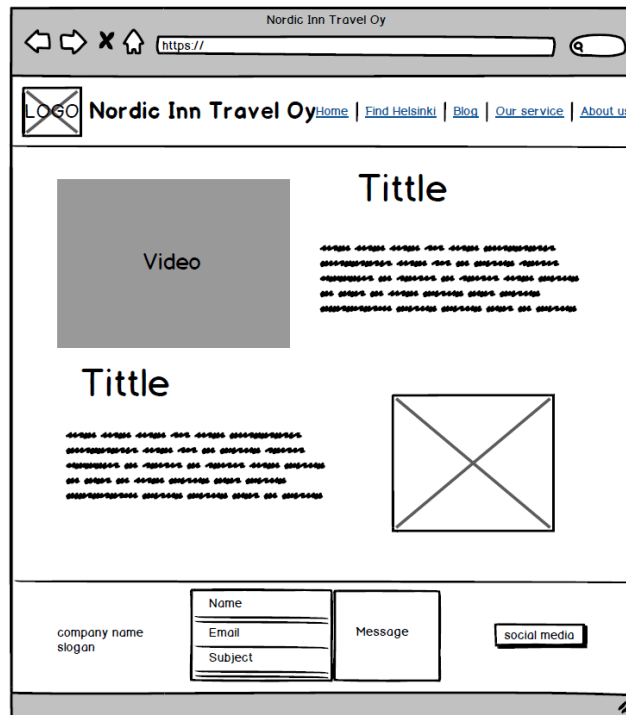 Nordic Inn Travel Oy
https://
LOGO Nordic Inn Travel Oy Home | Find Helsinki | Blog | Our service | About us
Video
Tittle
Tittle
company name
slogan
Name
Email
Subject
Message
social media